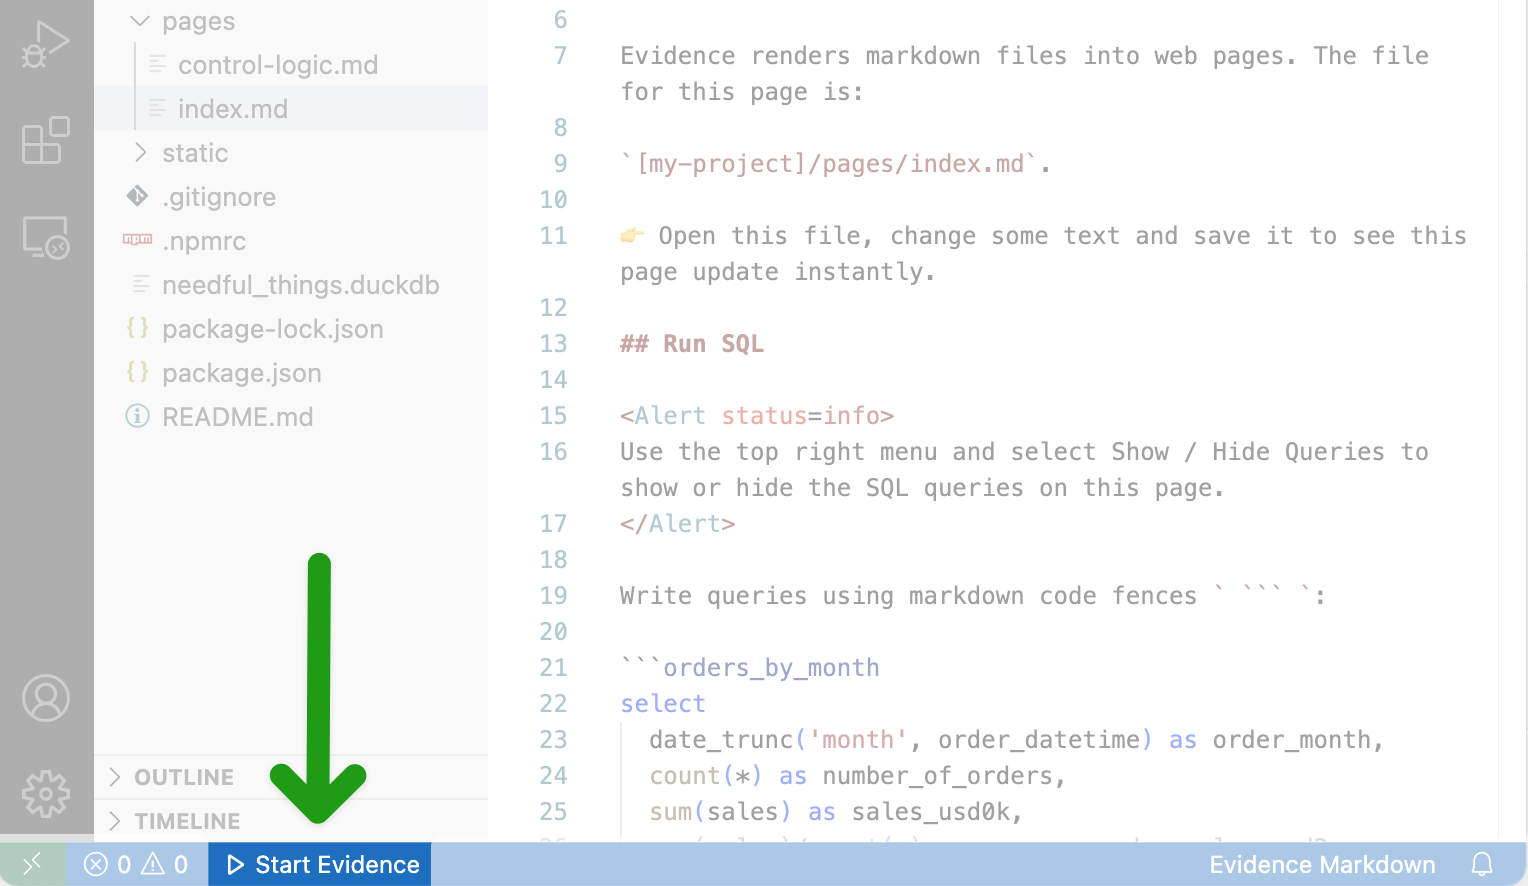 pages
control-logic.md
index.md
static
.gitignore
npm .npmrc
needful_things.duckdb
{} package-lock.json
{} package.json
README.md
OUTLINE
TIMELINE
6
7 Evidence renders markdown files into web pages. The file
for this page is:
8
9 `[my-project]/pages/index.md`.
10
11 👉 Open this file, change some text and save it to see this
page update instantly.
12
13 ## Run SQL
14
15 <Alert status=info>
16 Use the top right menu and select Show / Hide Queries to
show or hide the SQL queries on this page.
17 </Alert>
18
19 Write queries using markdown code fences ` ``` `:
20
21 ```orders_by_month
22 select
23 date_trunc('month', order_datetime) as order_month,
24 count(*) as number_of_orders,
25 sum(sales) as sales_usd0k,
0 0 Start Evidence Evidence Markdown